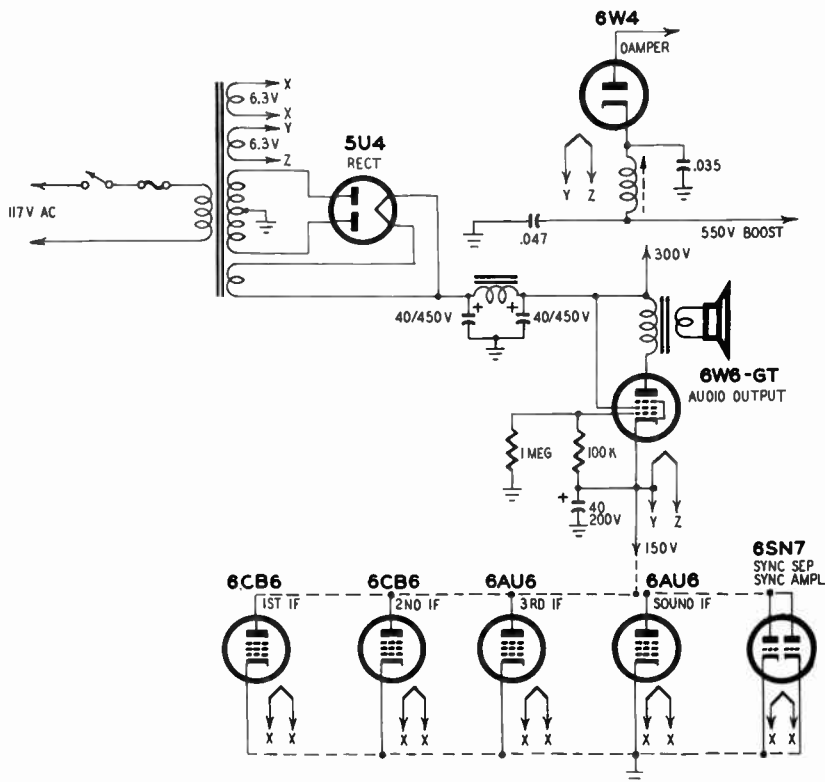 6W4
DAMPER
X
6.3V
X
Y
6.3V
Z
5U4
RECT
117V AC
Y Z
.035
.047
550V BOOST
300V
40/450V
+ +
40/450V
6W6-GT
AUDIO OUTPUT
1 MEG
100K
+
40
200V
Y Z
150V
6CB6
1ST IF
6CB6
2ND IF
6AU6
3RD IF
6AU6
SOUND IF
6SN7
SYNC SEP
SYNC AMPL
X X
X X
X X
X X
X X